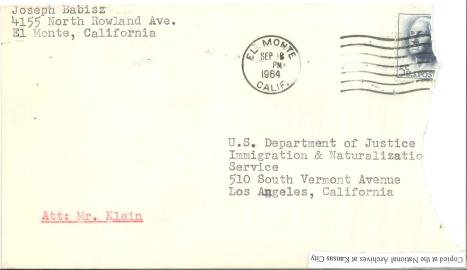 Joseph Babisz
4155 North Rowland Ave.
El Monte, California
EL MONTE
SEP 18
PM
1964
CALIF.
U.S. Department of Justice
Immigration & Naturalizatio
Service
510 South Vermont Avenue
Los Angeles, California
Att: Mr. Klein
Copied at the National Archives at Kansas City